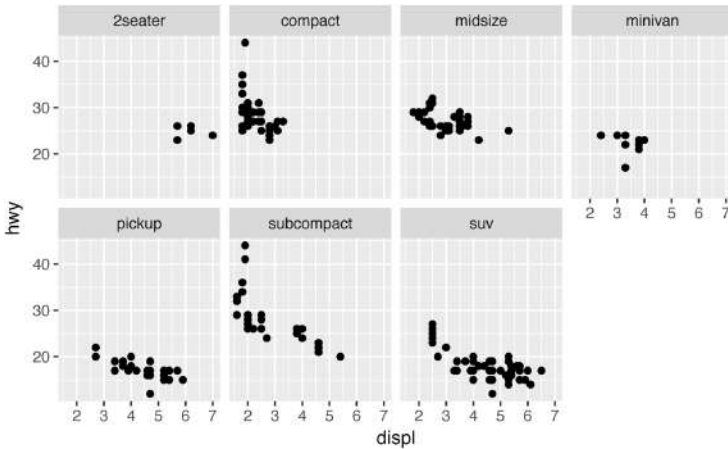 2seater compact midsize minivan
40
30
20
2 3 4 5 6 7
hwy
pickup subcompact suv
40
30
20
2 3 4 5 6 7 2 3 4 5 6 7 2 3 4 5 6 7
displ